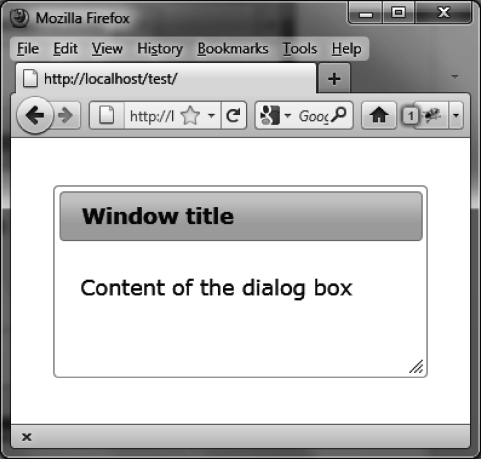 Mozilla Firefox
File Edit View History Bookmarks Tools Help
http://localhost/test/
http://l Goog
1
Window title
Content of the dialog box